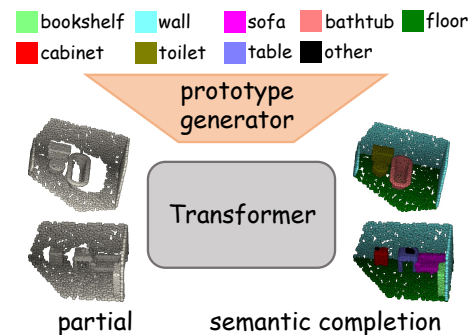 bookshelf wall sofa bathtub floor
cabinet toilet table other
prototype
generator
Transformer
partial semantic completion